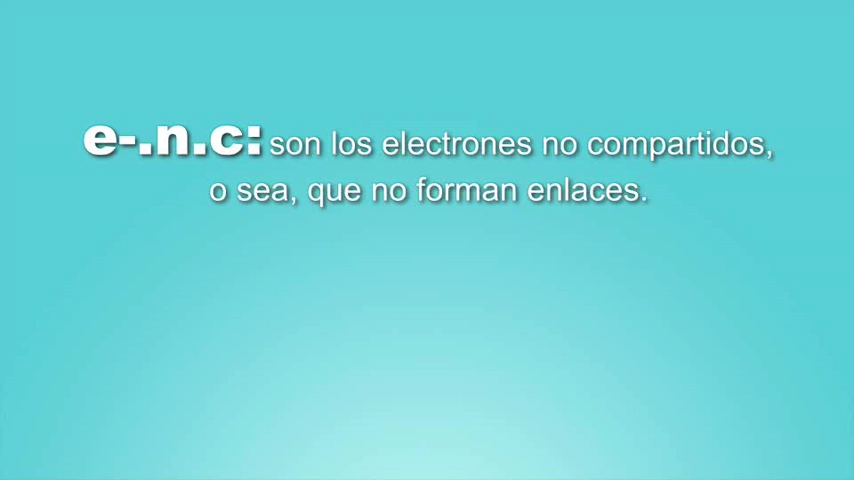 e-.n.c: son los electrones no compartidos,
o sea, que no forman enlaces.